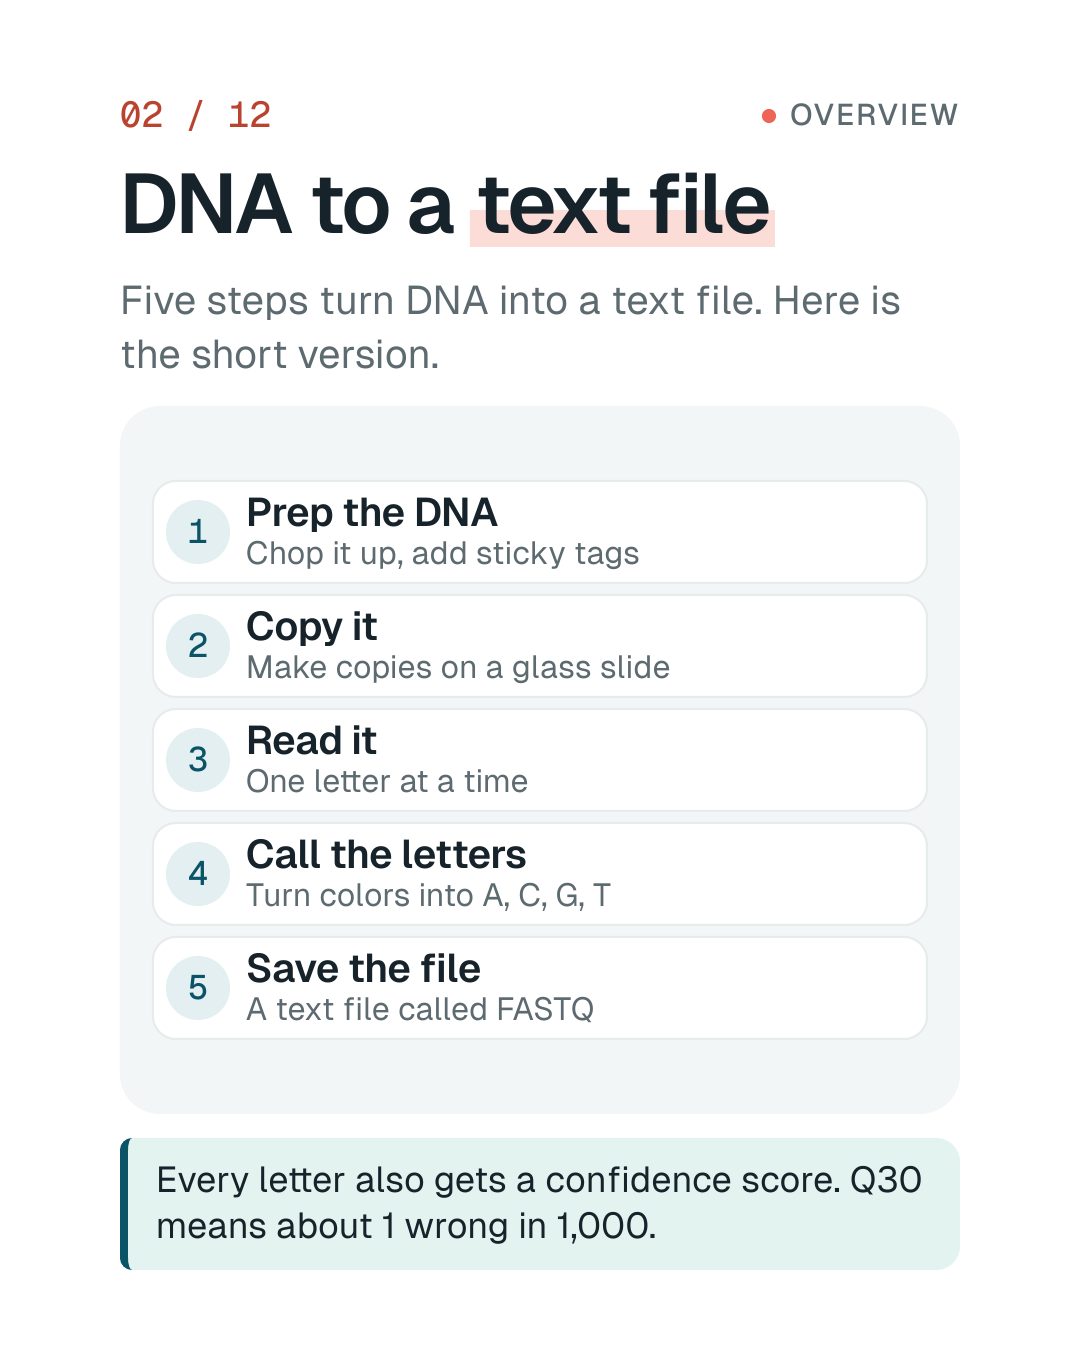 02 / 12
OVERVIEW
DNA to a text file
Five steps turn DNA into a text file. Here is
the short version.
1
Prep the DNA
Chop it up, add sticky tags
2
Copy it
Make copies on a glass slide
3
Read it
One letter at a time
4
Call the letters
Turn colors into A, C, G, T
5
Save the file
A text file called FASTQ
Every letter also gets a confidence score. Q30
means about 1 wrong in 1,000.